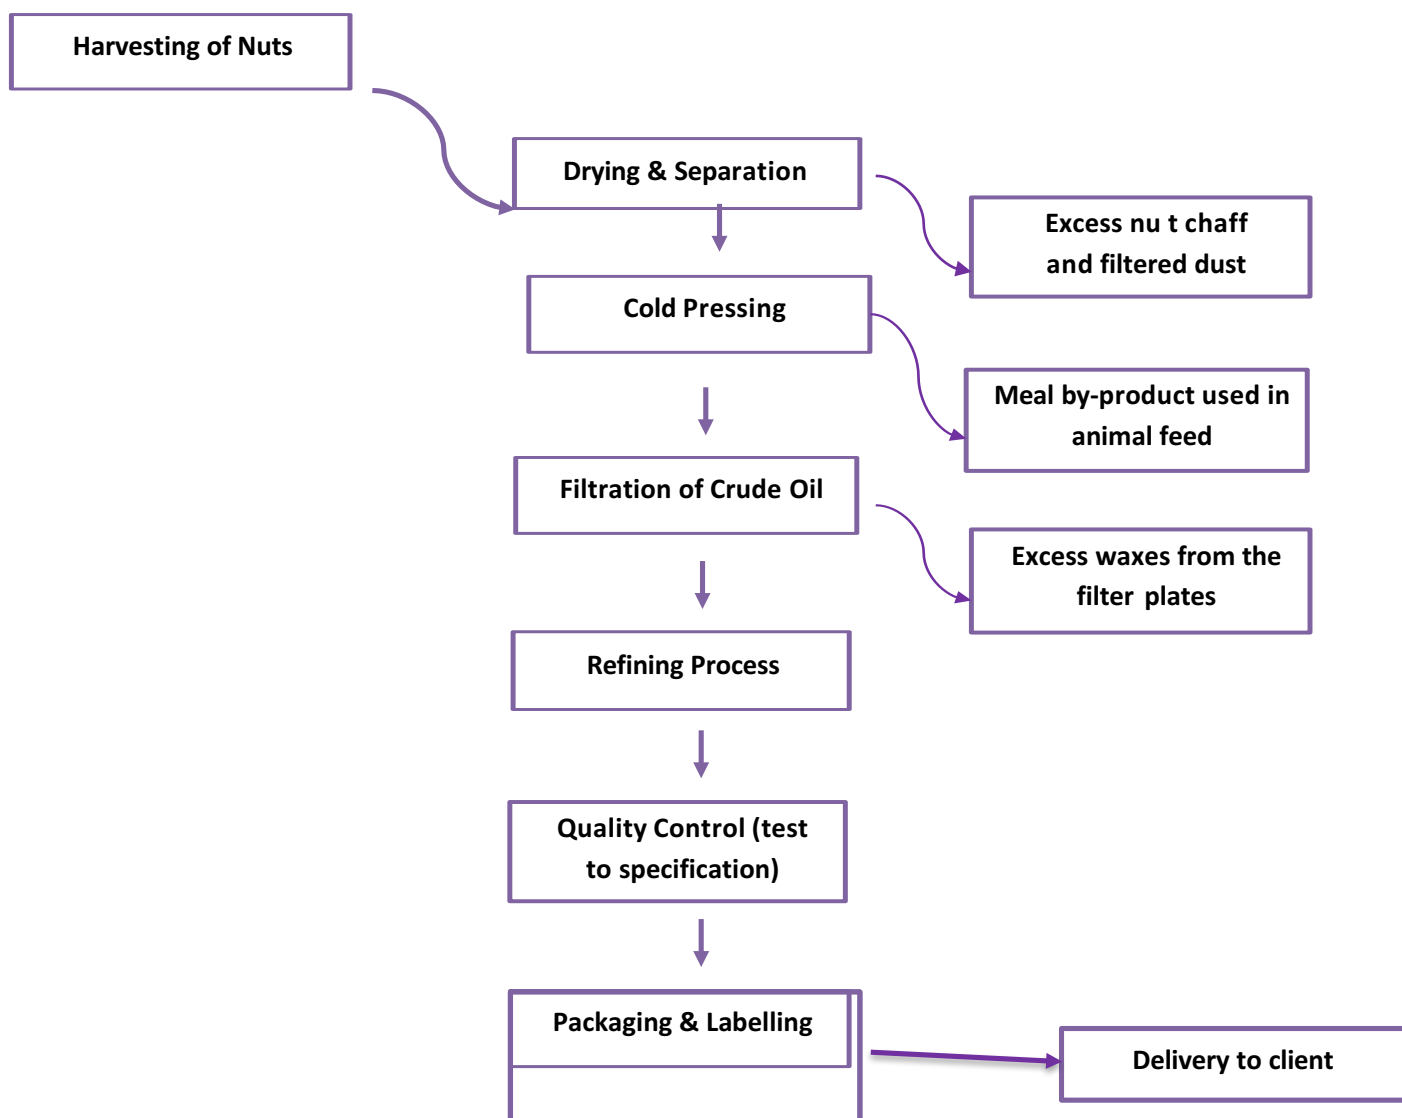 Harvesting of Nuts
Drying & Separation
Excess nu t chaff
and filtered dust
Cold Pressing
Meal by-product used in
animal feed
Filtration of Crude Oil
Excess waxes from the
filter plates
Refining Process
Quality Control (test
to specification)
Packaging & Labelling
Delivery to client